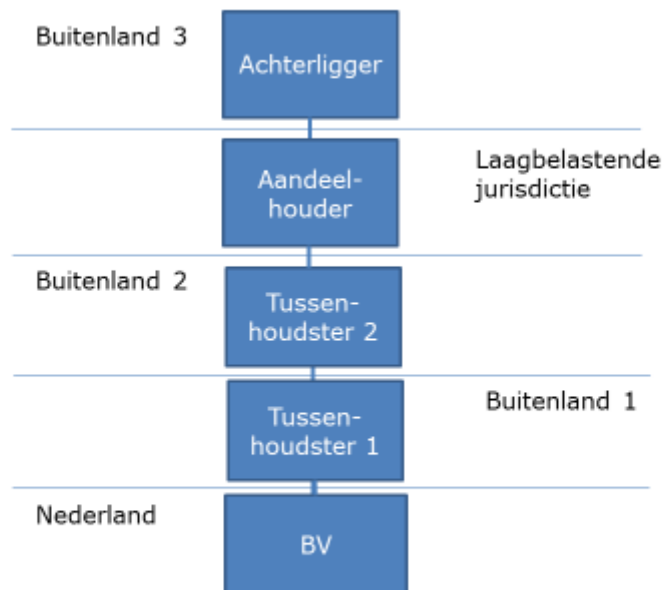 Buitenland 3
Achterligger
Aandeel-
houder
Laagbelastende
jurisdictie
Buitenland 2
Tussen-
houdster 2
Buitenland 1
Tussen-
houdster 1
Nederland
BV